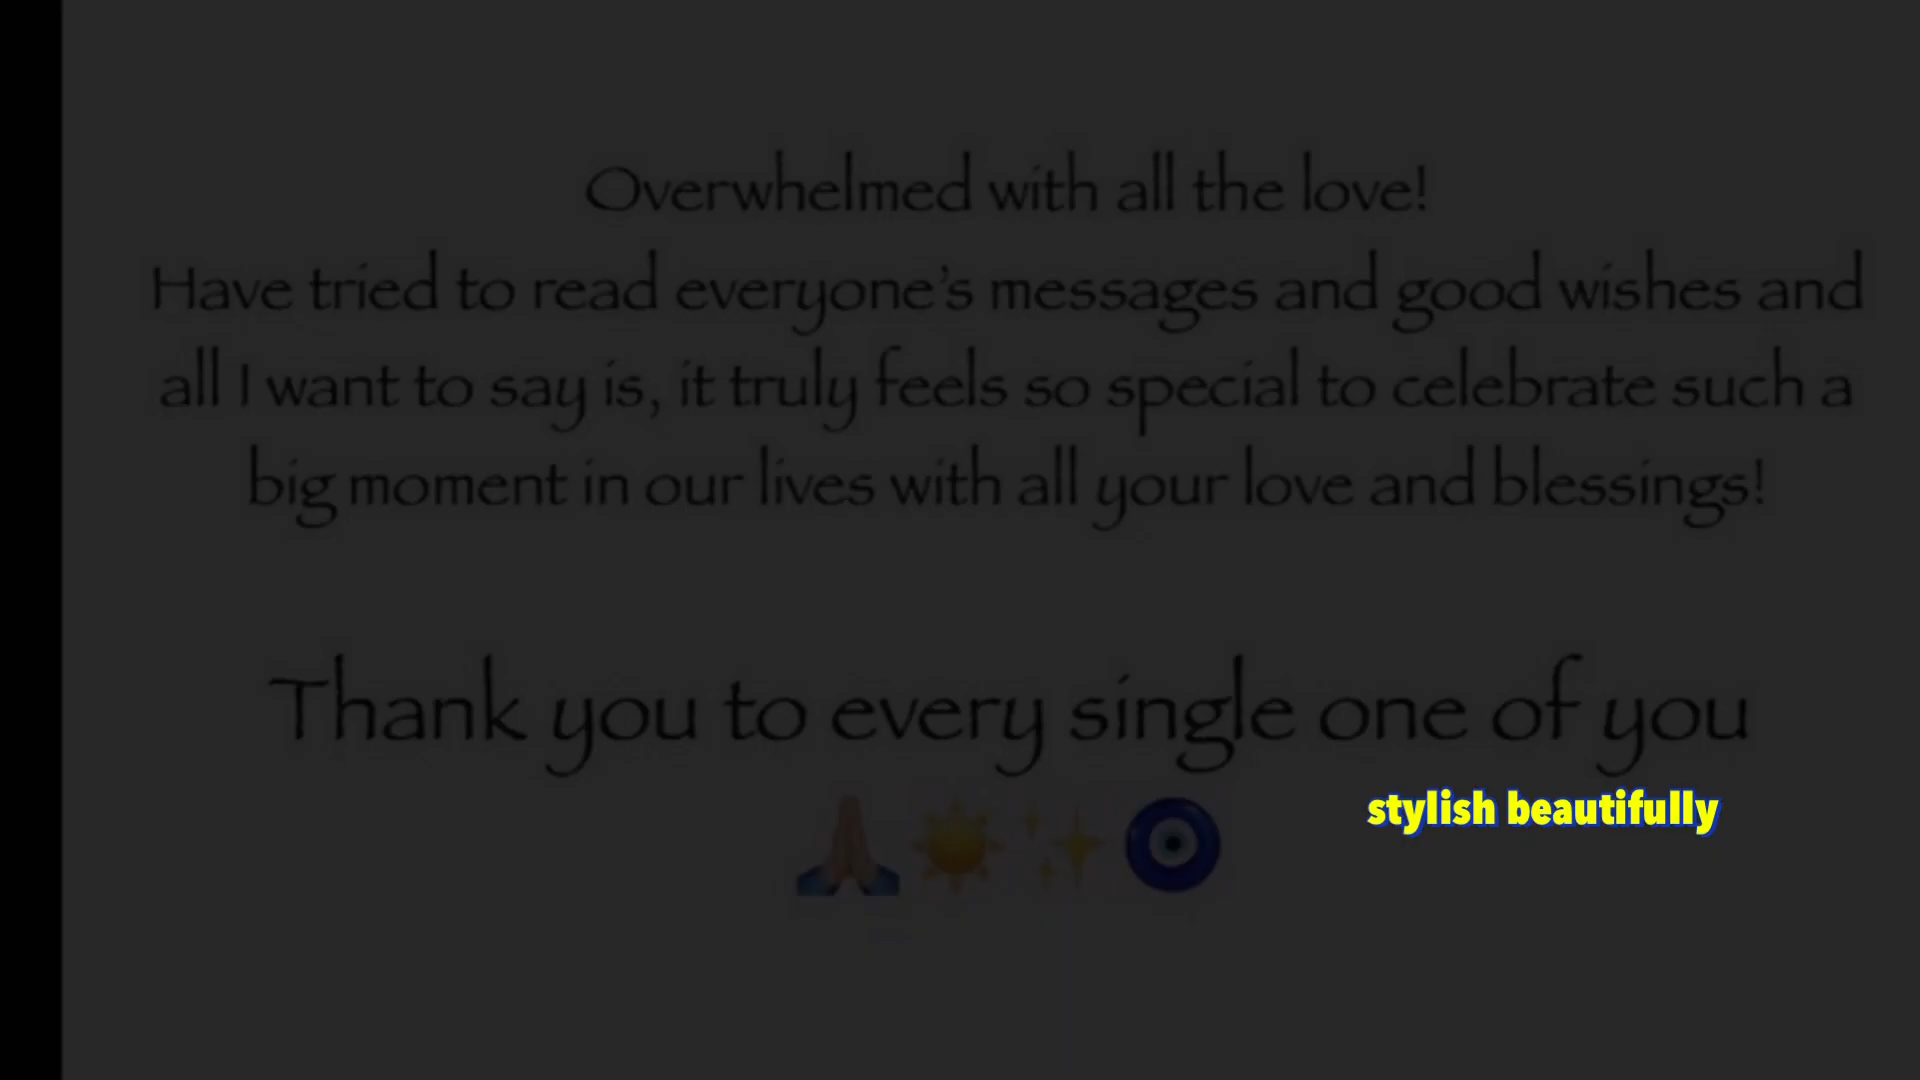 Overwhelmed with all the love!
Have tried to read everyone's messages and good wishes and
all I want to say is, it truly feels so special to celebrate such a
big moment in our lives with all your love and blessings!
Thank you to every single one of you
stylish beautifully
🙏🏻☀️✨🧿